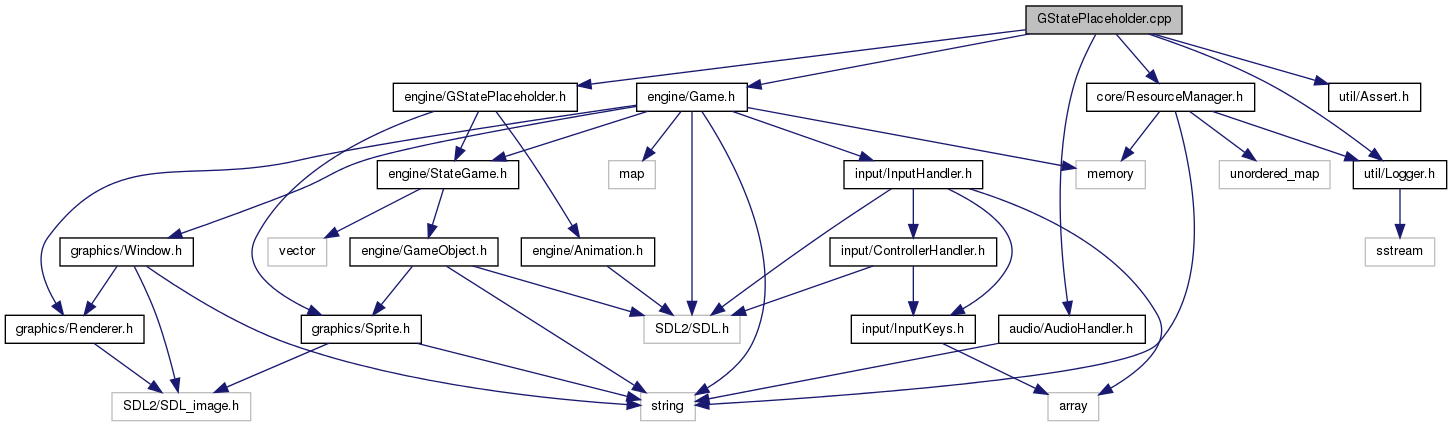 GStatePlaceholder.cpp
engine/GStatePlaceholder.h
engine/Game.h
core/ResourceManager.h
util/Assert.h
engine/StateGame.h
map
input/InputHandler.h
memory
unordered_map
util/Logger.h
graphics/Window.h
vector
engine/GameObject.h
engine/Animation.h
input/ControllerHandler.h
sstream
graphics/Renderer.h
graphics/Sprite.h
SDL2/SDL.h
input/InputKeys.h
audio/AudioHandler.h
SDL2/SDL_image.h
string
array